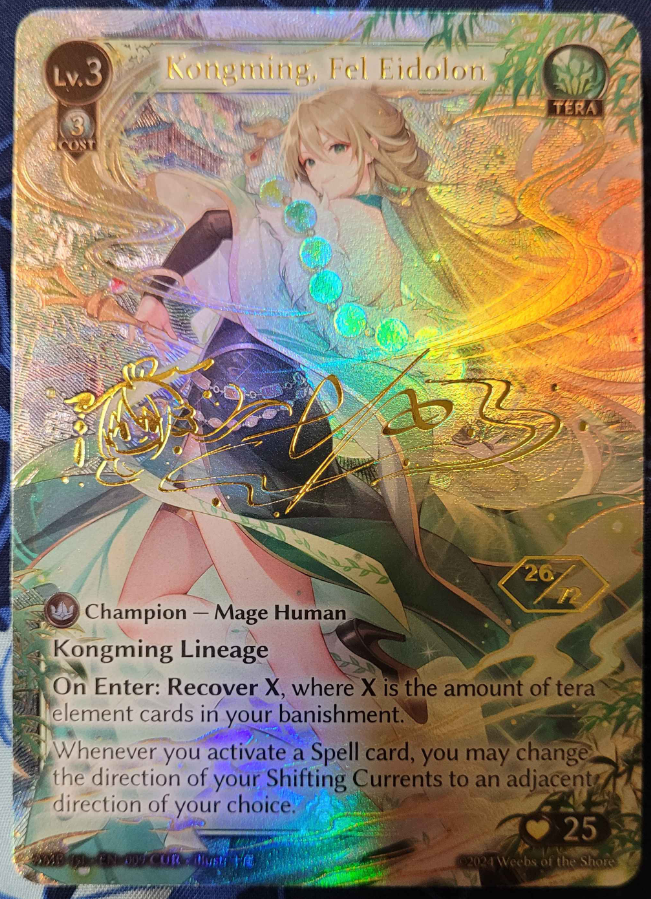 Lv.3
Kongming, Fel Eidolon
TERA
3
COST
26/72
Champion — Mage Human
Kongming Lineage
On Enter: Recover X, where X is the amount of tera
element cards in your banishment.
Whenever you activate a Spell card, you may change
the direction of your Shifting Currents to an adjacent
direction of your choice.
25
CUR
©2024 Weebs of the Shore